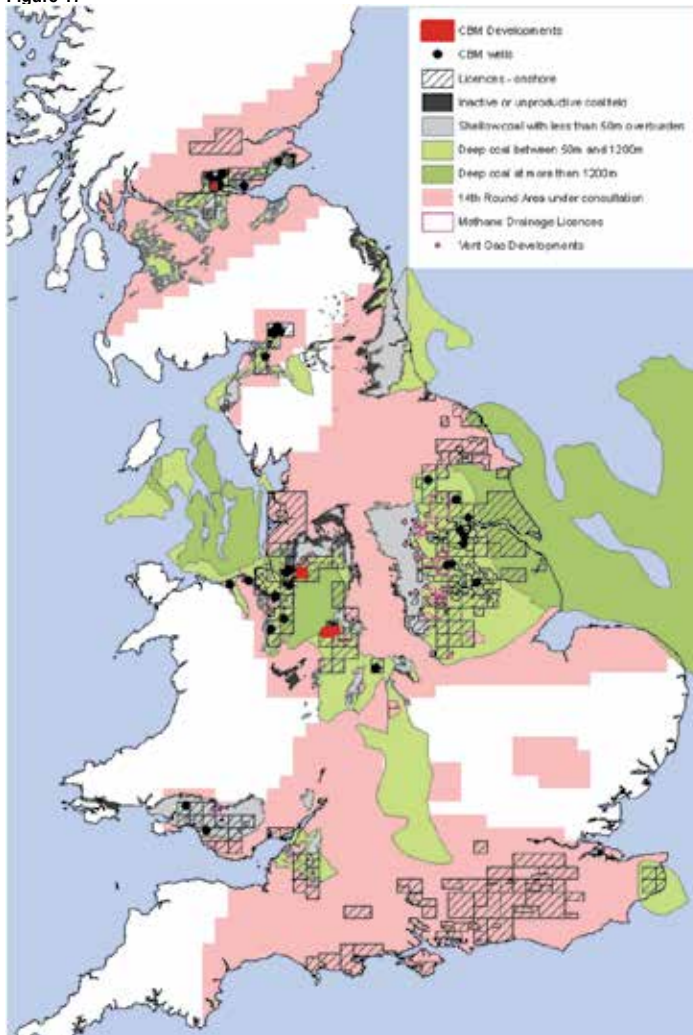 CBM Developments
CBM wells
Licences - onshore
Inactive or unproductive coalfield
Shallow coal with less than 50m overburden
Deep coal between 50m and 1200m
Deep coal at more than 1200m
14th Round Area under consultation
Methane Drainage Licences
Vent Gas Developments